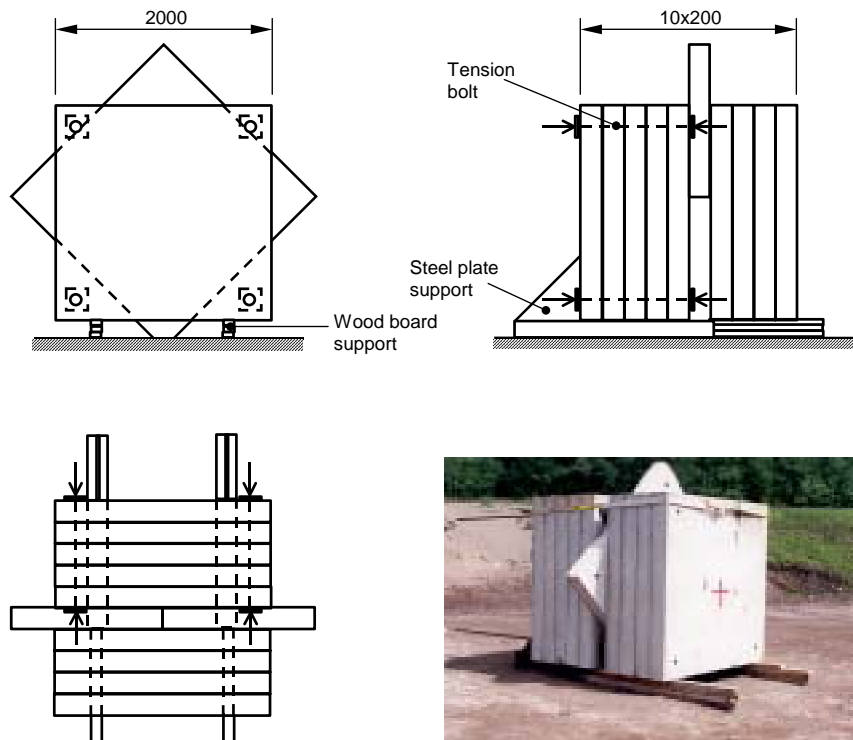 2000
10x200
Tension
bolt
Steel plate
support
Wood board
support